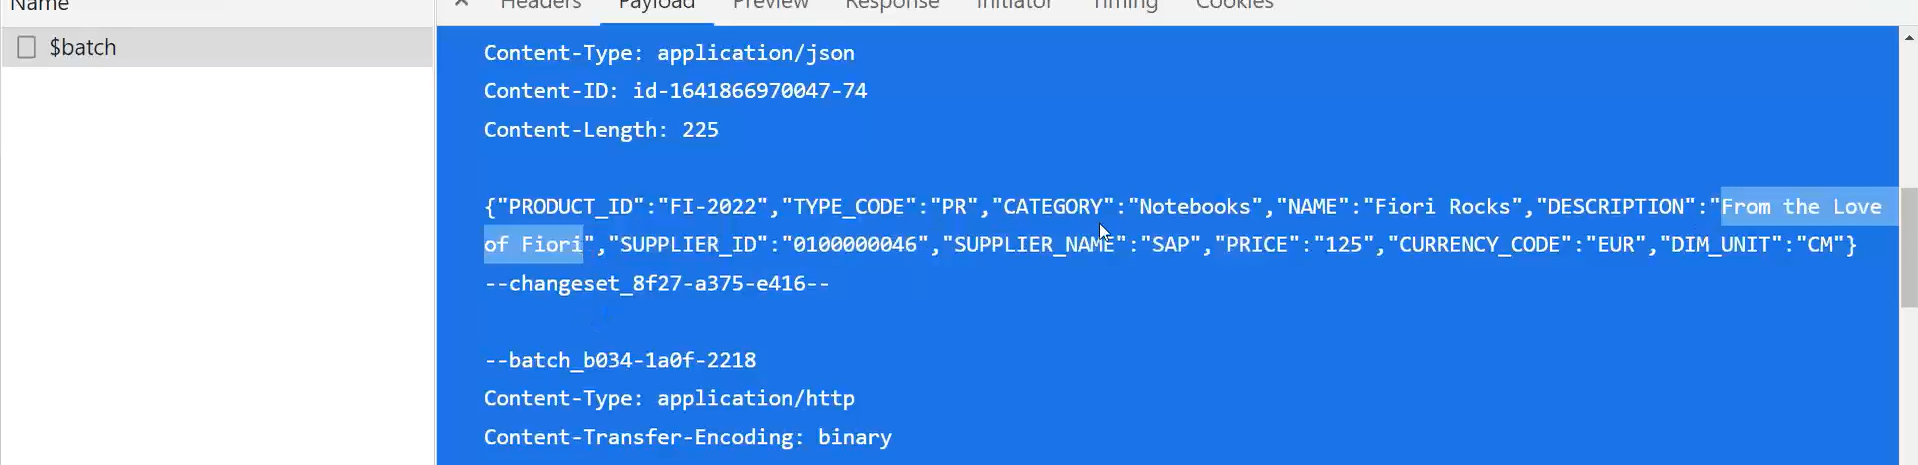 Name
Headers Payload Preview Response Initiator Timing Cookies
$batch
Content-Type: application/json
Content-ID: id-1641866970047-74
Content-Length: 225
{"PRODUCT_ID":"FI-2022","TYPE_CODE":"PR","CATEGORY":"Notebooks","NAME":"Fiori Rocks","DESCRIPTION":"From the Love
of Fiori","SUPPLIER_ID":"0100000046","SUPPLIER_NAME":"SAP","PRICE":"125","CURRENCY_CODE":"EUR","DIM_UNIT":"CM"}
--changeset_8f27-a375-e416--
--batch_b034-1a0f-2218
Content-Type: application/http
Content-Transfer-Encoding: binary